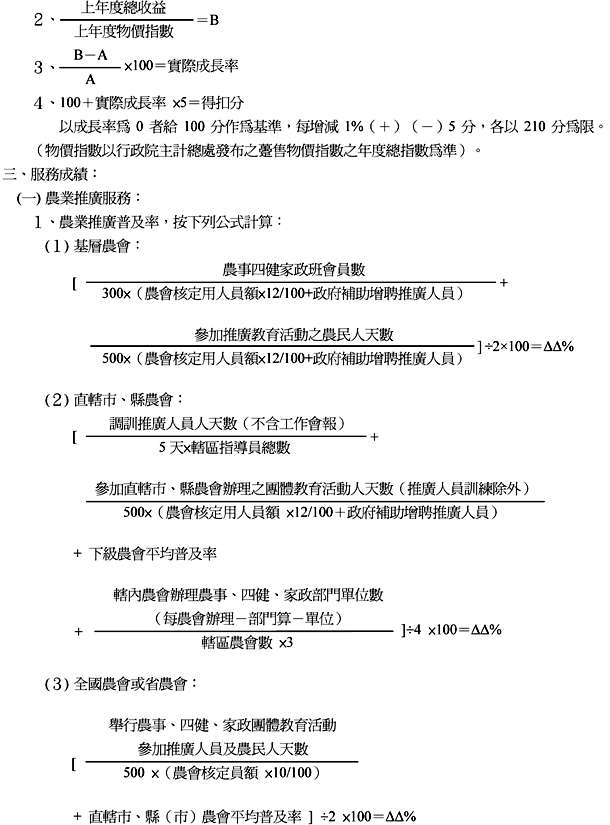 上年度總收益
2、────────＝B
上年度物價指數
B－A
3、────×100＝實際成長率
A
4、100＋實際成長率 ×5＝得扣分
以成長率爲 0 者給 100 分作爲基準，每增減 1%（＋）（－）5 分，各以 210 分爲限。
（物價指數以行政院主計總處發布之躉售物價指數之年度總指數爲準）。
三、服務成績：
(一) 農業推廣服務：
1、農業推廣普及率，按下列公式計算：
(1) 基層農會：
農事四健家政班會員數
[ ──────── +
300×（農會核定用人員額×12/100+政府補助增聘推廣人員）
參加推廣教育活動之農民人天數
──────── ] ÷2×100＝ΔΔ%
500×（農會核定用人員額×12/100+政府補助增聘推廣人員）
(2) 直轄市、縣農會：
調訓推廣人員人天數（不含工作會報）
[ ──────── +
5 天×轄區指導員總數
參加直轄市、縣農會辦理之團體教育活動人天數（推廣人員訓練除外）
────────
500×（農會核定用人員額 ×12/100＋政府補助增聘推廣人員）
+ 下級農會平均普及率
轄內農會辦理農事、四健、家政部門單位數
（每農會辦理－部門算－單位）
+ ──────── ]÷4 ×100＝ΔΔ%
轄區農會數 ×3
(3) 全國農會或省農會：
舉行農事、四健、家政團體教育活動
參加推廣人員及農民人天數
[ ────────
500 ×（農會核定員額 ×10/100）
+ 直轄市、縣（市）農會平均普及率 ] ÷2 ×100＝ΔΔ%